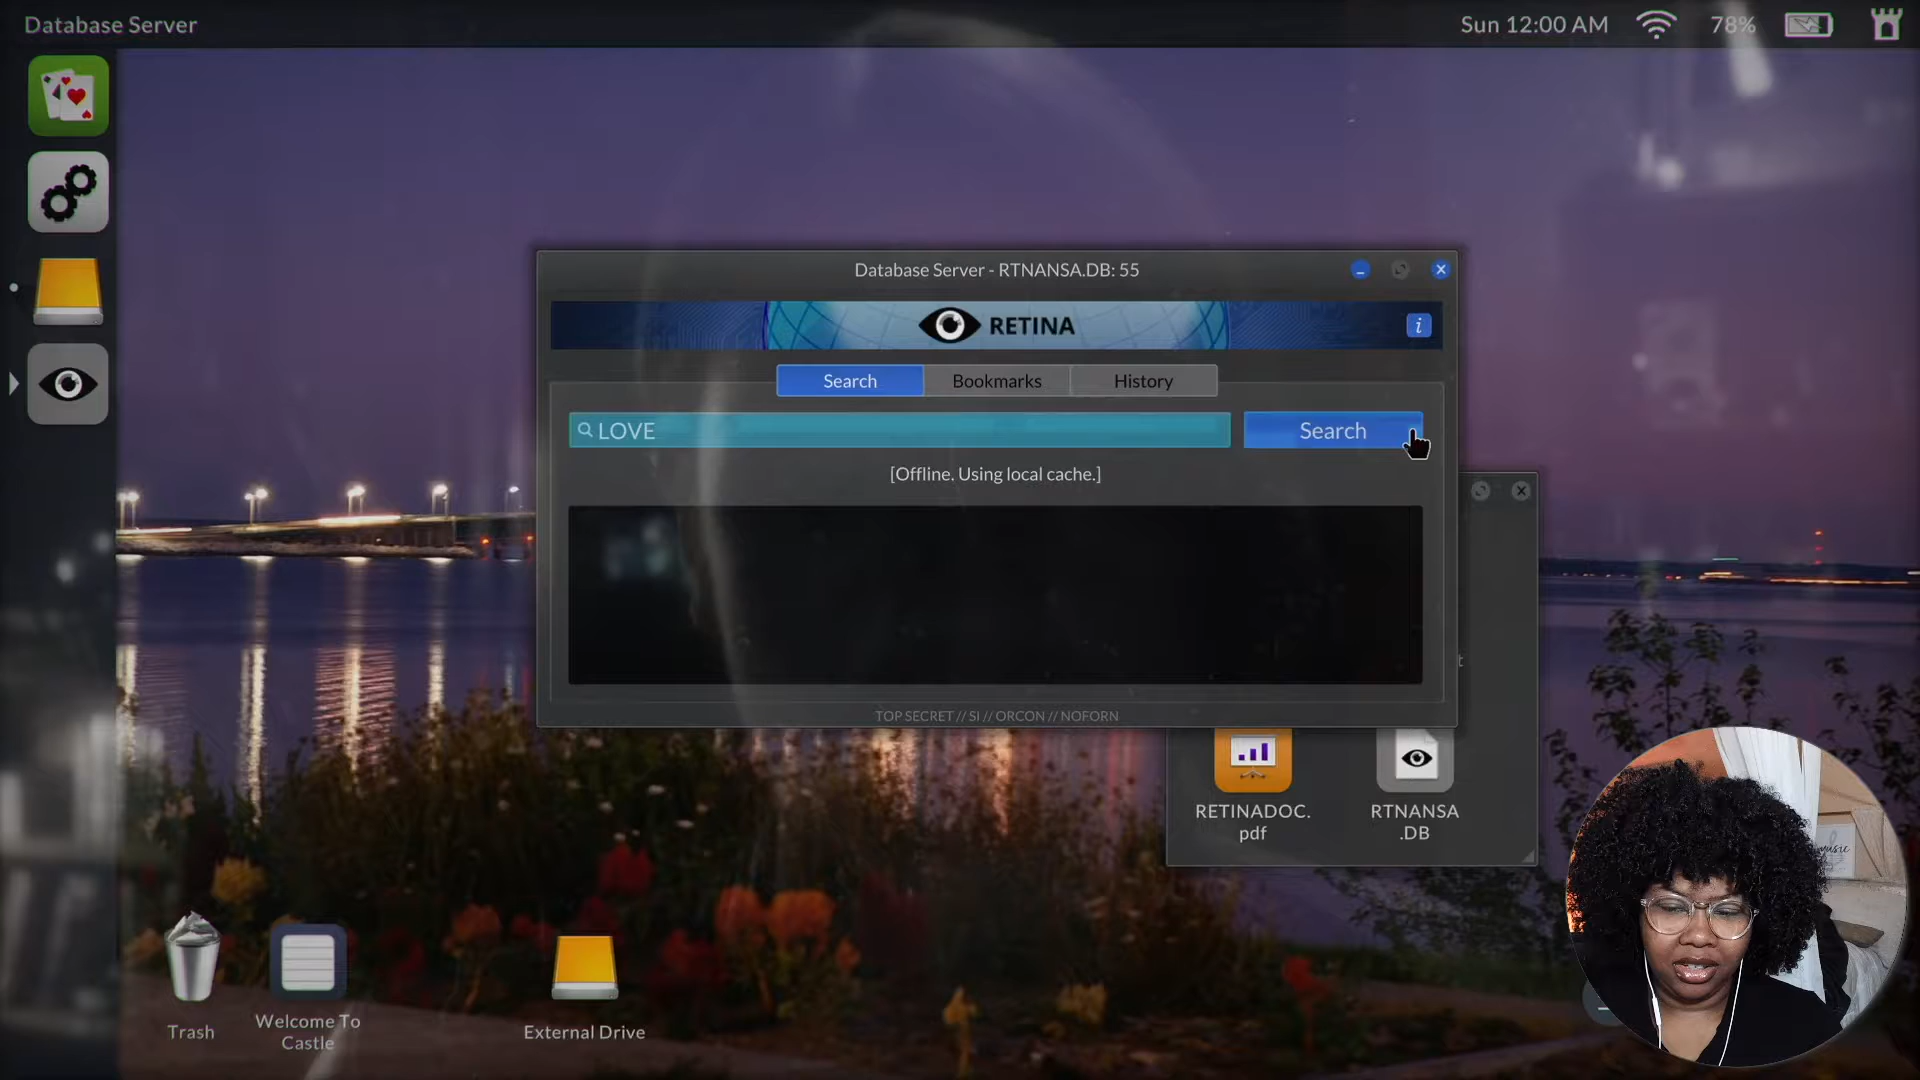 Database Server
Sun 12:00 AM
78%
Database Server - RTNANSA.DB: 55
RETINA
i
Search
Bookmarks
History
LOVE
Search
[Offline. Using local cache.]
t
TOP SECRET // SI // ORCON // NOFORN
RETINADOC.
pdf
RTNANSA
.DB
music
Trash
Welcome To
Castle
External Drive